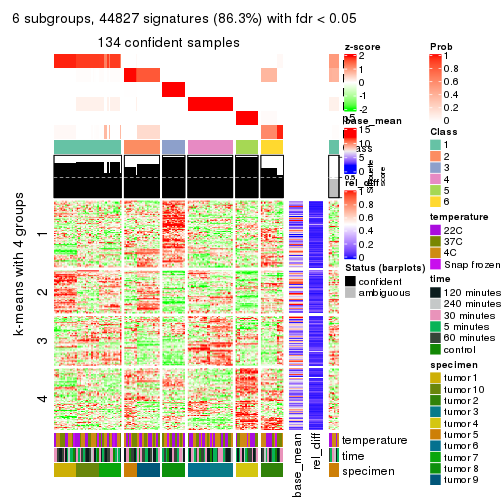 6 subgroups, 44827 signatures (86.3%) with fdr < 0.05
134 confident samples
k-means with 4 groups
1
2
3
4
temperature
time
specimen
base_mean
rel_diff
z-score
2
1
0
-1
-2
base_mean
15
10
5
0
rel_diff
1
0.8
0.6
0.4
0.2
0
Status (barplots)
confident
ambiguous
Prob
1
0.8
0.6
0.4
0.2
0
Class
1
2
3
4
5
6
temperature
22C
37C
4C
Snap frozen
time
120 minutes
240 minutes
30 minutes
5 minutes
60 minutes
control
specimen
tumor 1
tumor 10
tumor 2
tumor 3
tumor 4
tumor 5
tumor 6
tumor 7
tumor 8
tumor 9